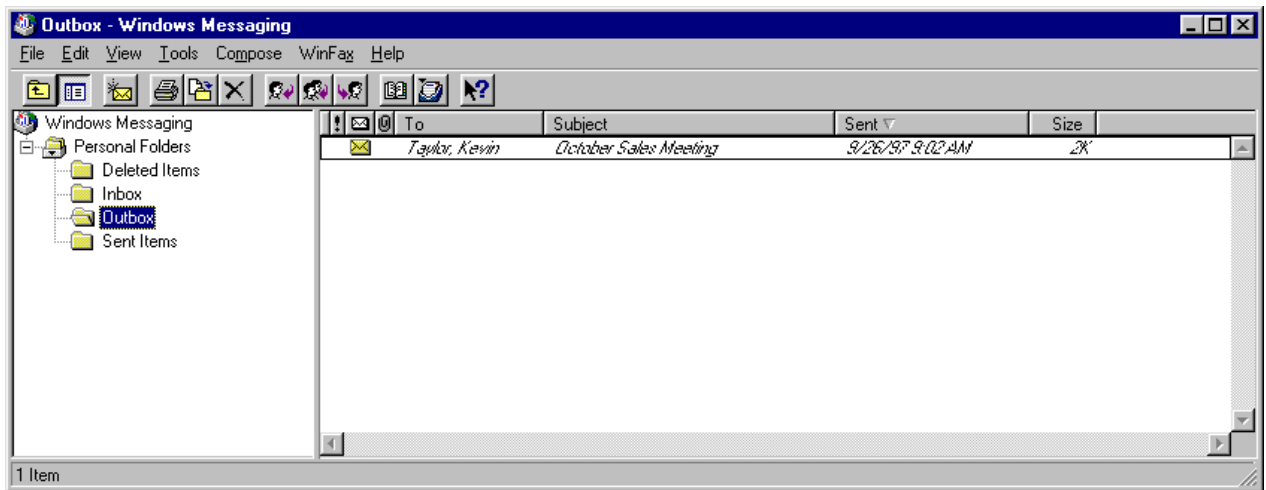 Outbox - Windows Messaging
File Edit View Tools Compose WinFax Help
Windows Messaging
Personal Folders
Deleted Items
Inbox
Outbox
Sent Items
! To Subject Sent Size
Taylor, Kevin October Sales Meeting 9/26/97 9:02 AM 2K
1 Item